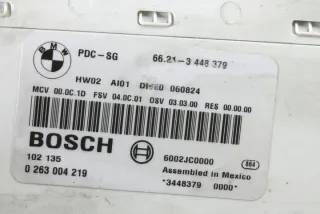 BMW
PDC-SG 66.21-3 448 379
HW02 AI01 060824
MCV 00.0C.1D FSV 04.0C.01 OSV 03.03.00 RES 00.00.00
BOSCH 6002JC0000 804
102 135 Assembled in Mexico
0 263 004 219 *3448379 0000*